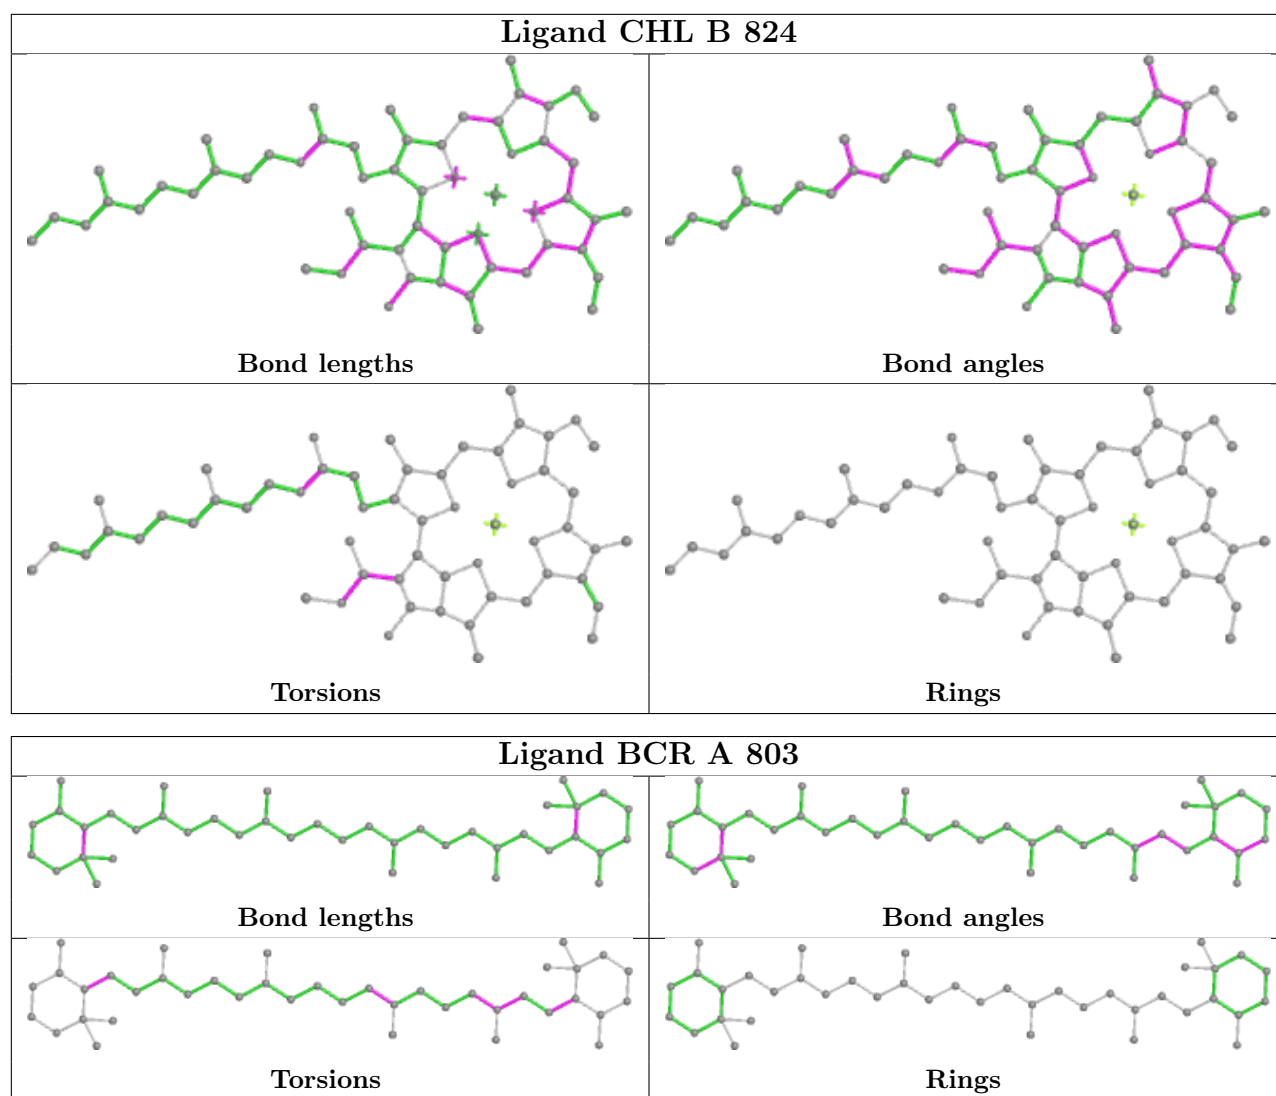 Ligand CHL B 824
Bond lengths
Bond angles
Torsions
Rings
Ligand BCR A 803
Bond lengths
Bond angles
Torsions
Rings